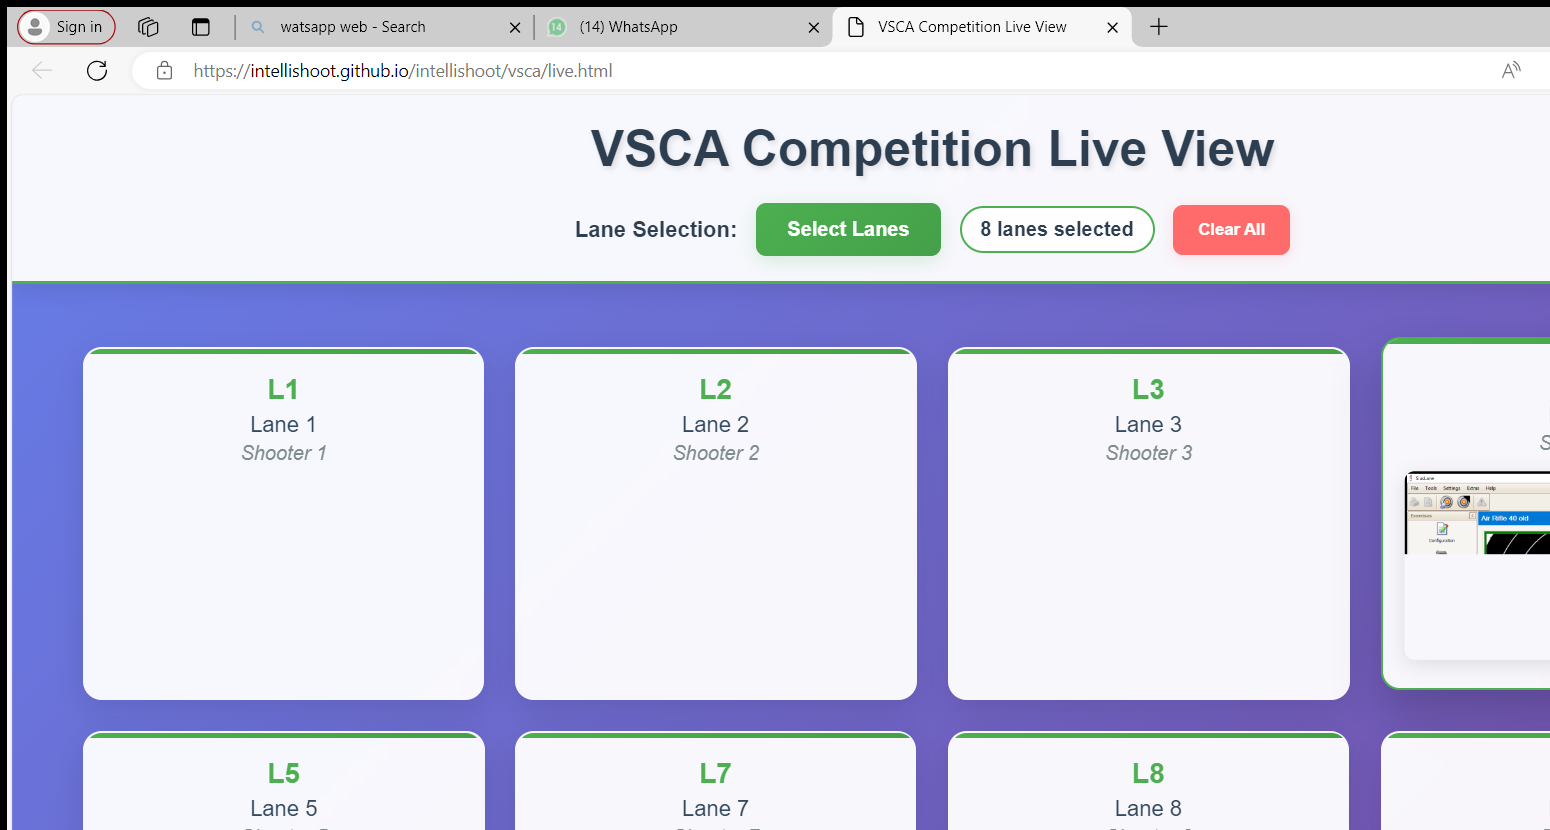 Sign in
watsapp web - Search
14
(14) WhatsApp
VSCA Competition Live View
https://intellishoot.github.io/intellishoot/vsca/live.html
VSCA Competition Live View
Lane Selection:
Select Lanes
8 lanes selected
Clear All
L1
Lane 1
Shooter 1
L2
Lane 2
Shooter 2
L3
Lane 3
Shooter 3
S
File Tools Settings Extras Help
Air Rifle 40
Configuration
L5
Lane 5
L7
Lane 7
L8
Lane 8